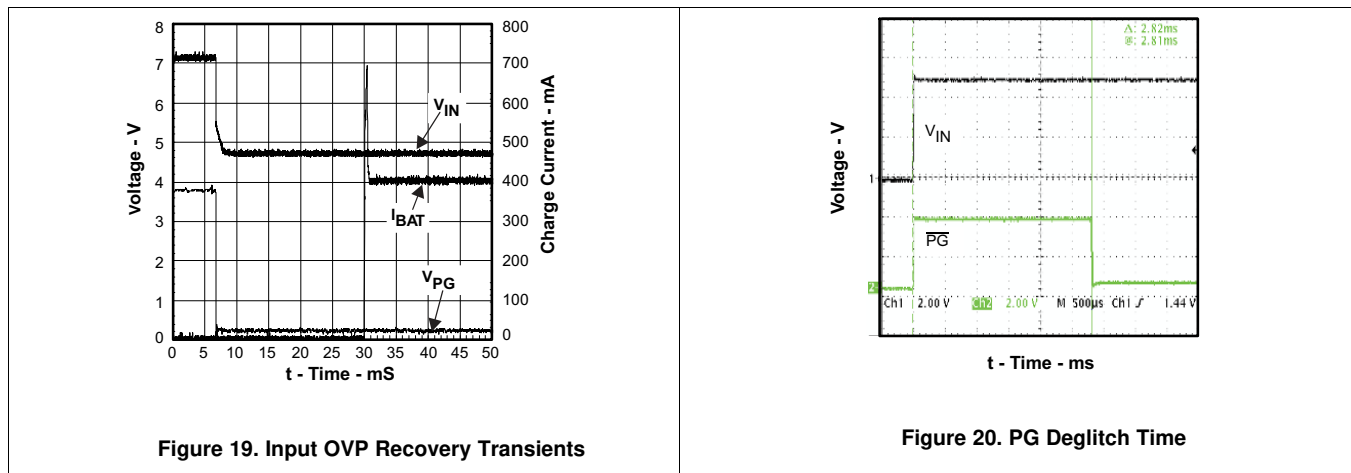 8
7
6
5
4
3
2
1
0
Voltage - V
800
700
600
500
400
300
200
100
0
Charge Current - mA
V_IN
I_BAT
V_PG
0 5 10 15 20 25 30 35 40 45 50
t - Time - mS
Figure 19. Input OVP Recovery Transients
Δ: 2.82ms
@: 2.81ms
Voltage - V
V_IN
1
PG
2
Ch1 2.00 V Ch2 2.00 V M 500µs Ch1 ʃ 1.44 V
t - Time - ms
Figure 20. PG Deglitch Time